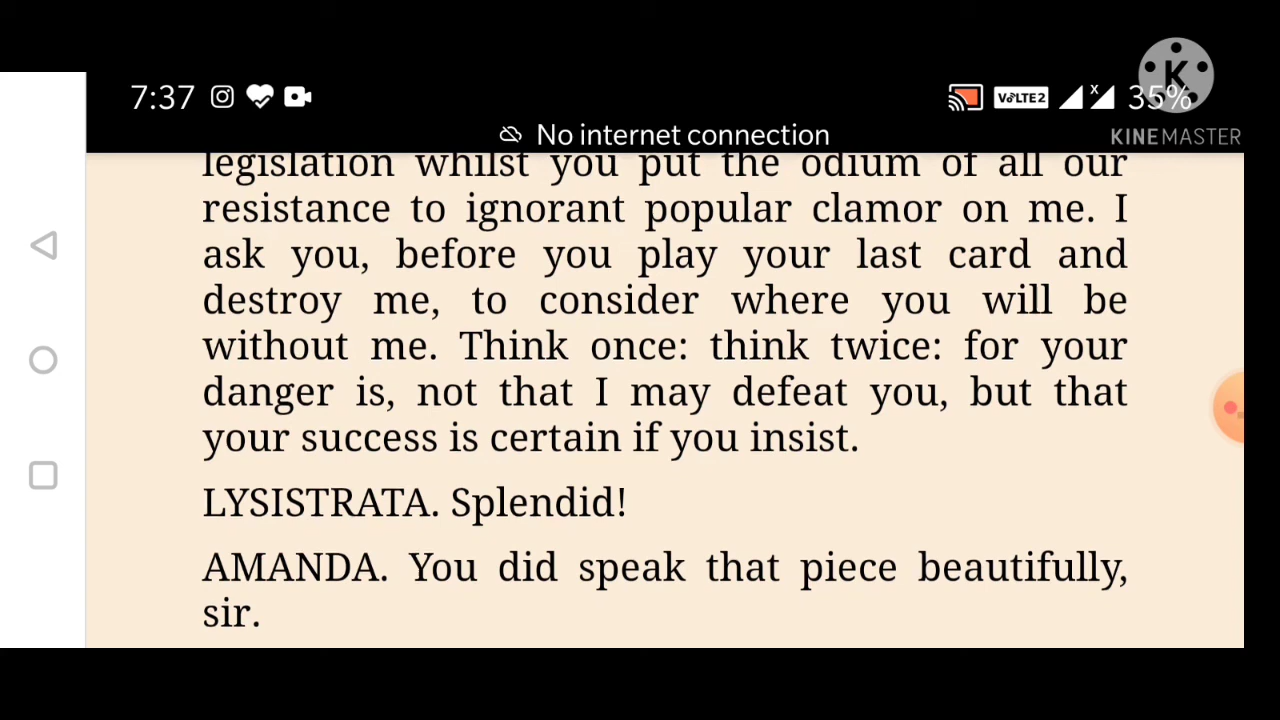 7:37
VoLTE2
X
35%
K
No internet connection
KINEMASTER
legislation whilst you put the odium of all our
resistance to ignorant popular clamor on me. I
ask you, before you play your last card and
destroy me, to consider where you will be
without me. Think once: think twice: for your
danger is, not that I may defeat you, but that
your success is certain if you insist.
LYSISTRATA. Splendid!
AMANDA. You did speak that piece beautifully,
sir.